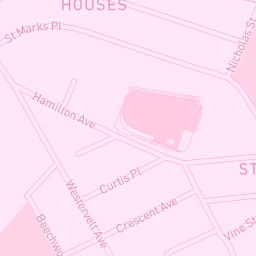 HOUSES
St Marks Pl
Nicholas St
Hamilton Ave
ST
Curtis Pl
Westervelt Ave
Crescent Ave
Beechwo
Vine St